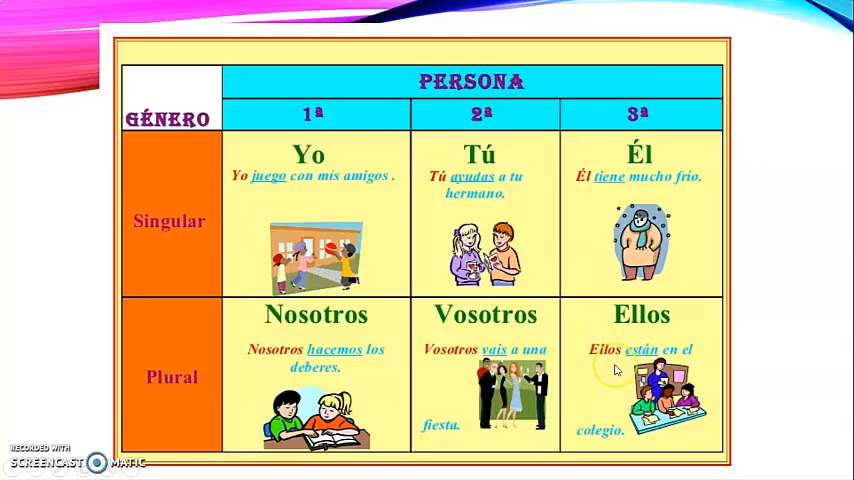 PERSONA
GÉNERO
1ª
2ª
3ª
Singular
Yo
Yo juego con mis amigos .
Tú
Tú ayudas a tu
hermano.
Él
Él tiene mucho frío.
Plural
Nosotros
Nosotros hacemos los
deberes.
Vosotros
Vosotros vais a una
fiesta.
Ellos
Ellos están en el
colegio.
RECORDED WITH
SCREENCAST MATIC